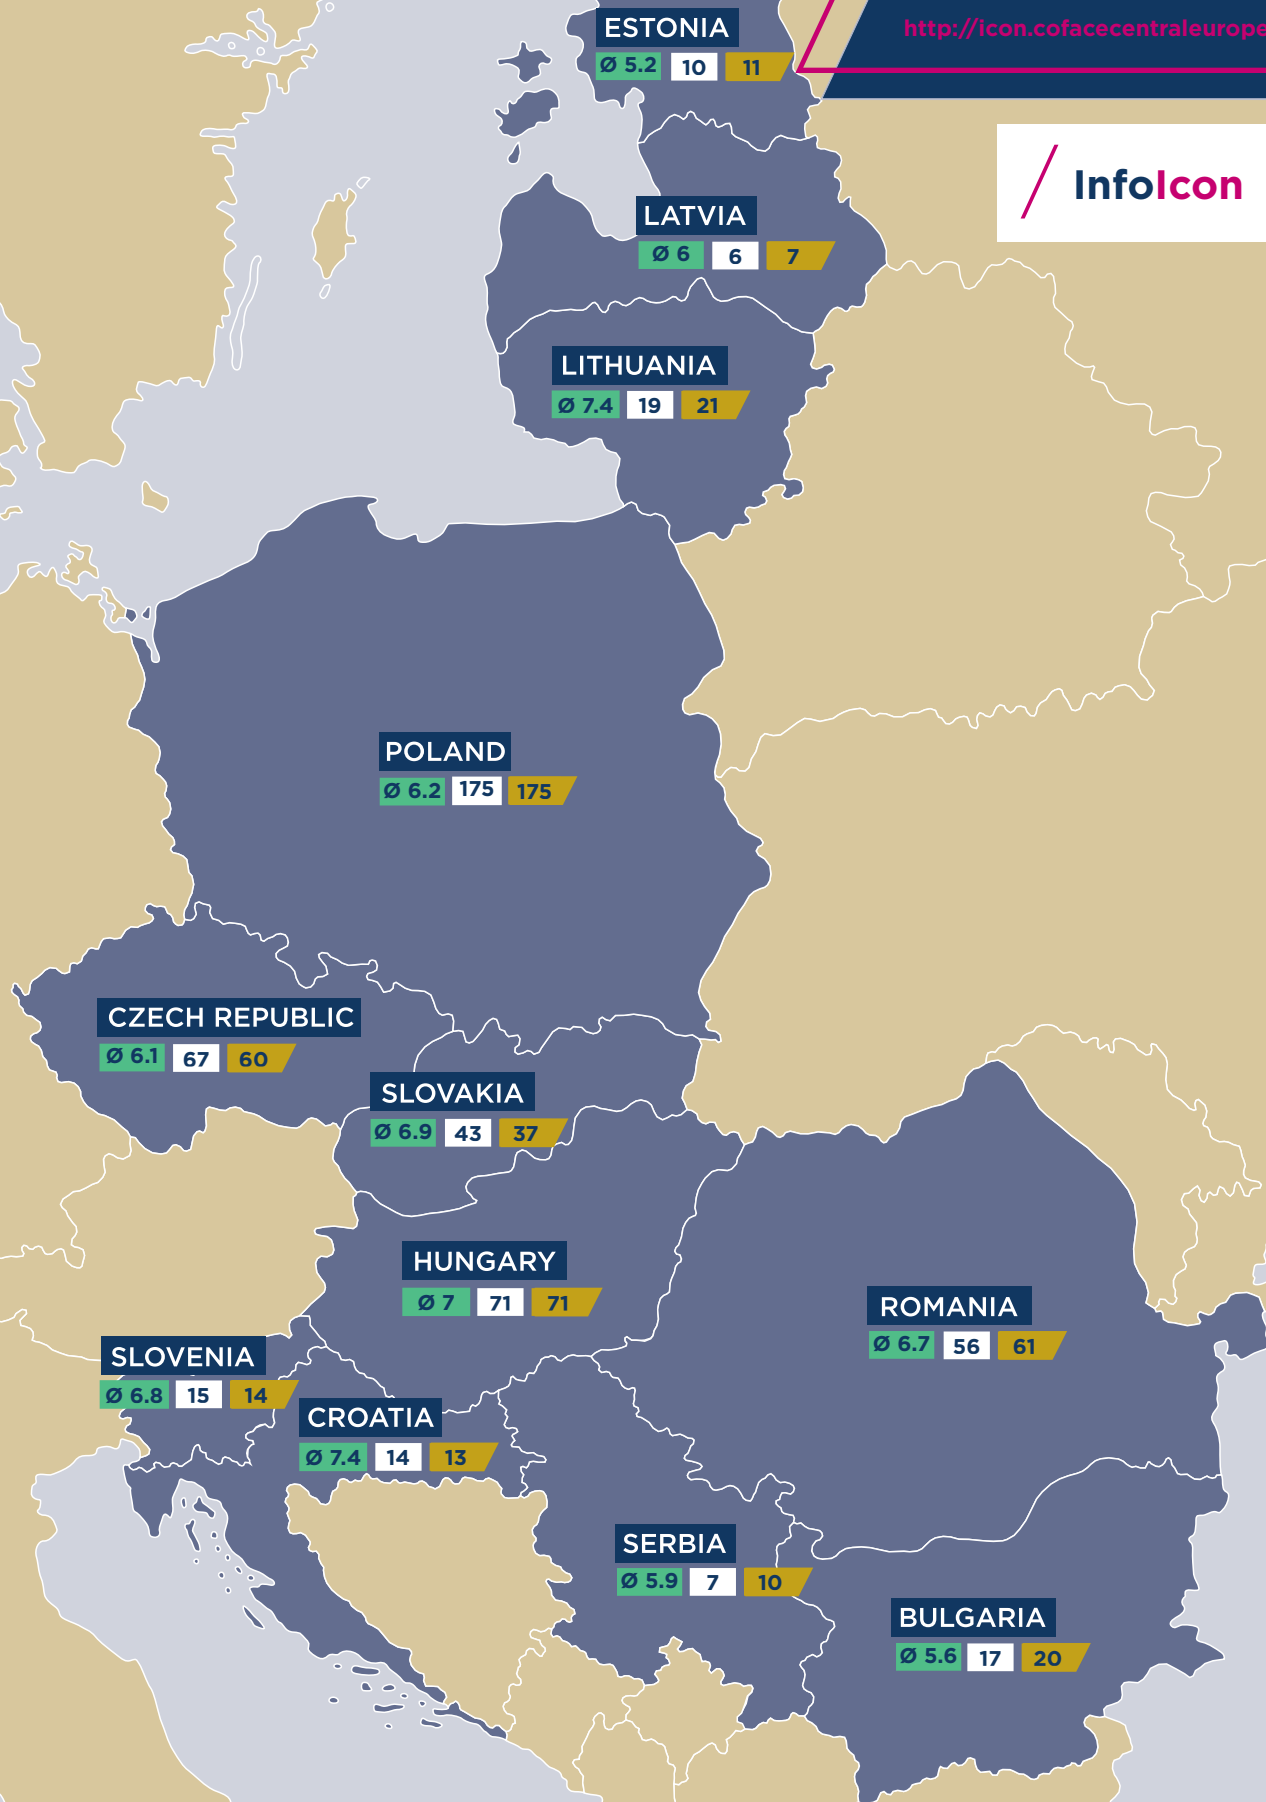 http://icon.cofacecentraleurope
InfoIcon
ESTONIA
Ø 5.2 10 11
LATVIA
Ø 6 6 7
LITHUANIA
Ø 7.4 19 21
POLAND
Ø 6.2 175 175
CZECH REPUBLIC
Ø 6.1 67 60
SLOVAKIA
Ø 6.9 43 37
HUNGARY
Ø 7 71 71
ROMANIA
Ø 6.7 56 61
SLOVENIA
Ø 6.8 15 14
CROATIA
Ø 7.4 14 13
SERBIA
Ø 5.9 7 10
BULGARIA
Ø 5.6 17 20